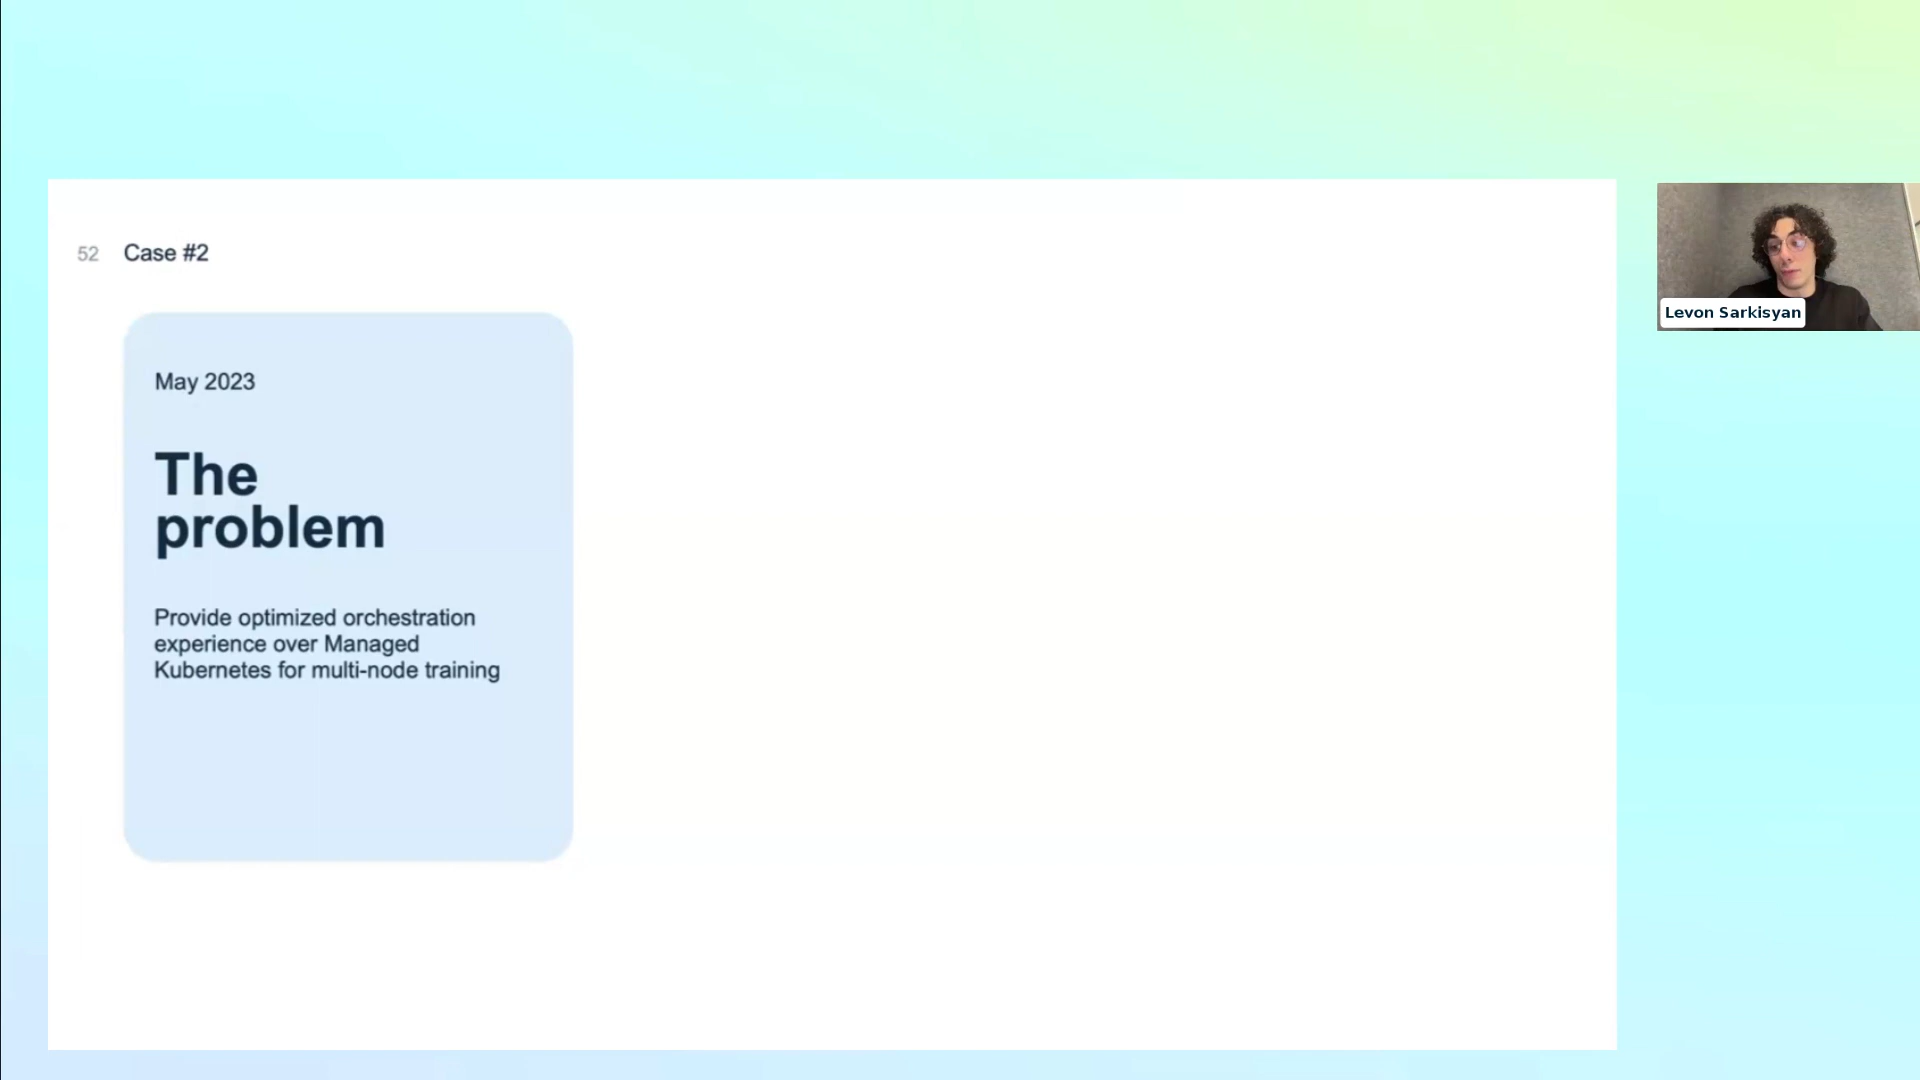 52 Case #2
May 2023
The
problem
Provide optimized orchestration
experience over Managed
Kubernetes for multi-node training
Levon Sarkisyan